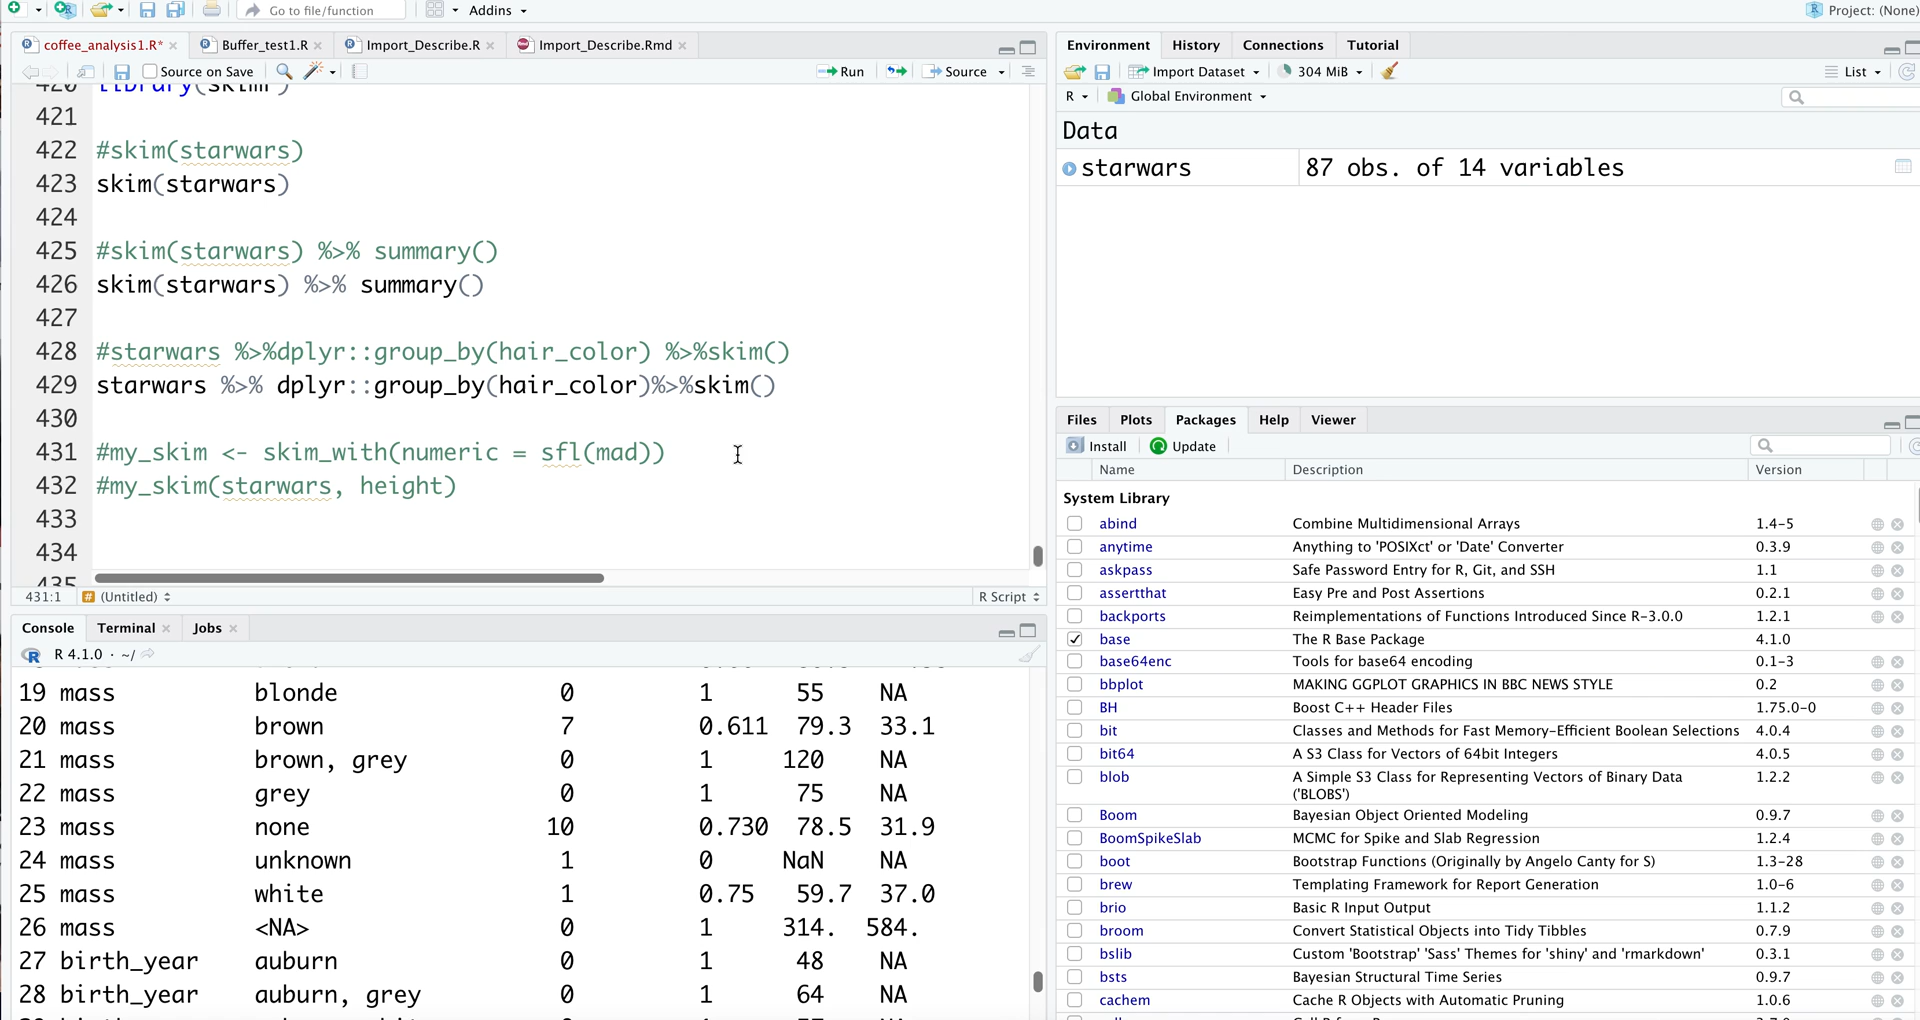 Go to file/function
Addins
Project: (None)
coffee_analysis1.R*
Buffer_test1.R
Import_Describe.R
Import_Describe.Rmd
Source on Save
Run
Source
420 library(skimr)
421
422 #skim(starwars)
423 skim(starwars)
424
425 #skim(starwars) %>% summary()
426 skim(starwars) %>% summary()
427
428 #starwars %>%dplyr::group_by(hair_color) %>%skim()
429 starwars %>% dplyr::group_by(hair_color)%>%skim()
430
431 #my_skim <- skim_with(numeric = sfl(mad))
432 #my_skim(starwars, height)
433
434
435
431:1 # (Untitled) R Script
Console Terminal Jobs
R 4.1.0 · ~/
19 mass blonde 0 1 55 NA
20 mass brown 7 0.611 79.3 33.1
21 mass brown, grey 0 1 120 NA
22 mass grey 0 1 75 NA
23 mass none 10 0.730 78.5 31.9
24 mass unknown 1 0 NaN NA
25 mass white 1 0.75 59.7 37.0
26 mass <NA> 0 1 314. 584.
27 birth_year auburn 0 1 48 NA
28 birth_year auburn, grey 0 1 64 NA
Environment History Connections Tutorial
Import Dataset 304 MiB List
R Global Environment
Data
starwars 87 obs. of 14 variables
Files Plots Packages Help Viewer
Install Update
Name Description Version
System Library
abind Combine Multidimensional Arrays 1.4-5
anytime Anything to 'POSIXct' or 'Date' Converter 0.3.9
askpass Safe Password Entry for R, Git, and SSH 1.1
assertthat Easy Pre and Post Assertions 0.2.1
backports Reimplementations of Functions Introduced Since R-3.0.0 1.2.1
base The R Base Package 4.1.0
base64enc Tools for base64 encoding 0.1-3
bbplot MAKING GGPLOT GRAPHICS IN BBC NEWS STYLE 0.2
BH Boost C++ Header Files 1.75.0-0
bit Classes and Methods for Fast Memory-Efficient Boolean Selections 4.0.4
bit64 A S3 Class for Vectors of 64bit Integers 4.0.5
blob A Simple S3 Class for Representing Vectors of Binary Data ('BLOBS') 1.2.2
Boom Bayesian Object Oriented Modeling 0.9.7
BoomSpikeSlab MCMC for Spike and Slab Regression 1.2.4
boot Bootstrap Functions (Originally by Angelo Canty for S) 1.3-28
brew Templating Framework for Report Generation 1.0-6
brio Basic R Input Output 1.1.2
broom Convert Statistical Objects into Tidy Tibbles 0.7.9
bslib Custom 'Bootstrap' 'Sass' Themes for 'shiny' and 'rmarkdown' 0.3.1
bsts Bayesian Structural Time Series 0.9.7
cachem Cache R Objects with Automatic Pruning 1.0.6